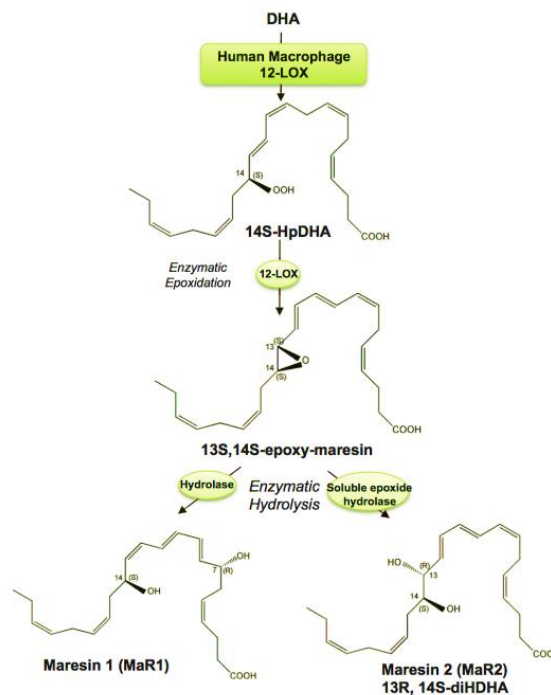 DHA
Human Macrophage
12-LOX
14
(S)
OOH
COOH
14S-HpDHA
Enzymatic
Epoxidation
12-LOX
(S)
13
O
14
(S)
COOH
13S,14S-epoxy-maresin
Hydrolase
Enzymatic
Hydrolysis
Soluble epoxide
hydrolase
14
(S)
OH
OH
7
(R)
COOH
Maresin 1 (MaR1)
HO
(R)
13
14
(S)
OH
COO
Maresin 2 (MaR2)
13R, 14S-diHDHA